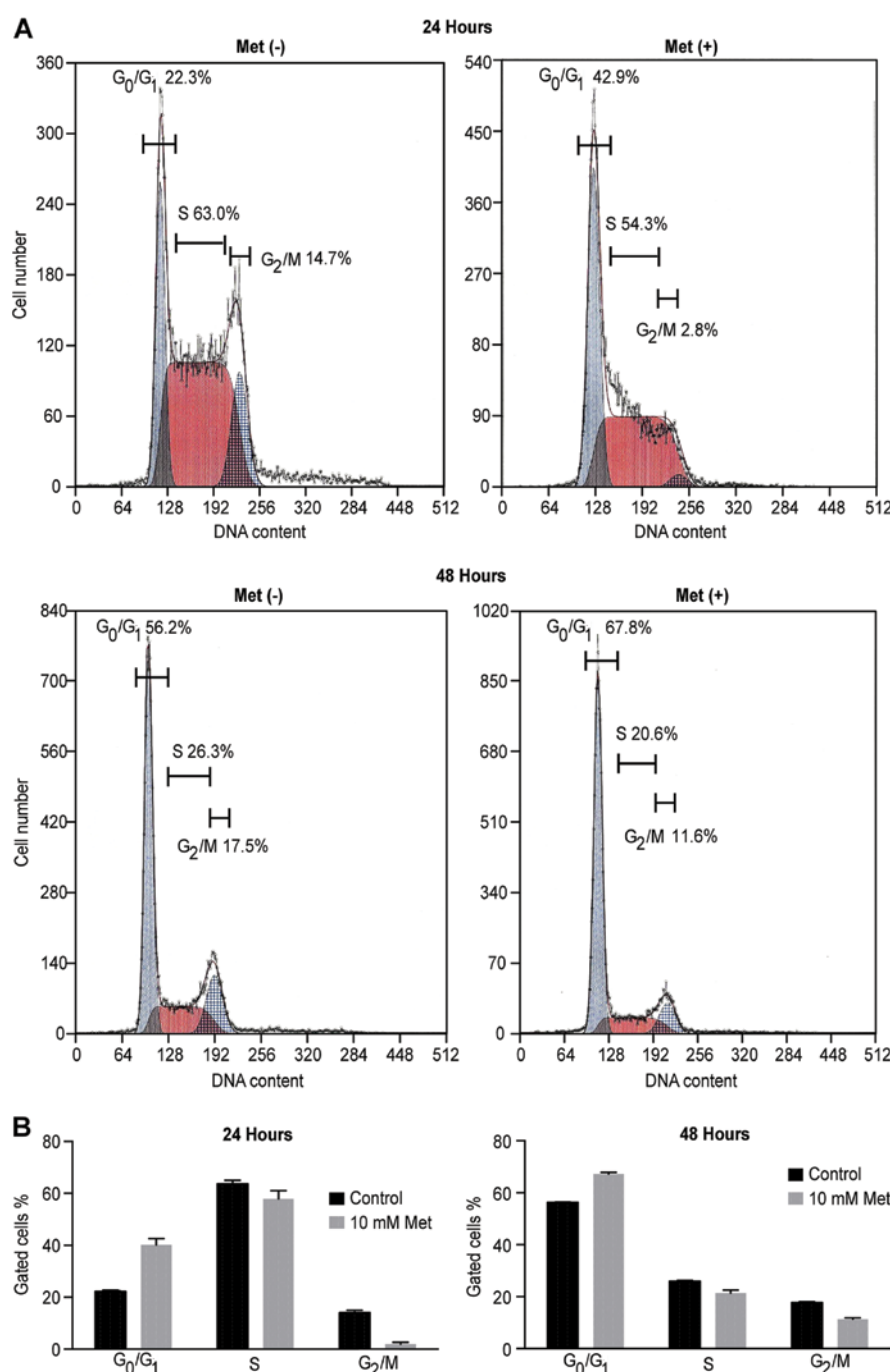 A
24 Hours
Met (-)
Met (+)
360
300
240
180
120
60
0
Cell number
G0/G1 22.3%
S 63.0%
G2/M 14.7%
0 64 128 192 256 320 384 448 512
DNA content
540
450
360
270
80
90
0
G0/G1 42.9%
S 54.3%
G2/M 2.8%
0 64 128 192 256 320 384 448 512
DNA content
48 Hours
Met (-)
Met (+)
840
700
560
420
280
140
0
Cell number
G0/G1 56.2%
S 26.3%
G2/M 17.5%
0 64 128 192 256 320 384 448 512
DNA content
1020
850
680
510
340
70
0
G0/G1 67.8%
S 20.6%
G2/M 11.6%
0 64 128 192 256 320 384 448 512
DNA content
B
24 Hours
80
60
40
20
0
Gated cells %
Control
10 mM Met
G0/G1 S G2/M
48 Hours
80
60
40
20
0
Gated cells %
Control
10 mM Met
G0/G1 S G2/M